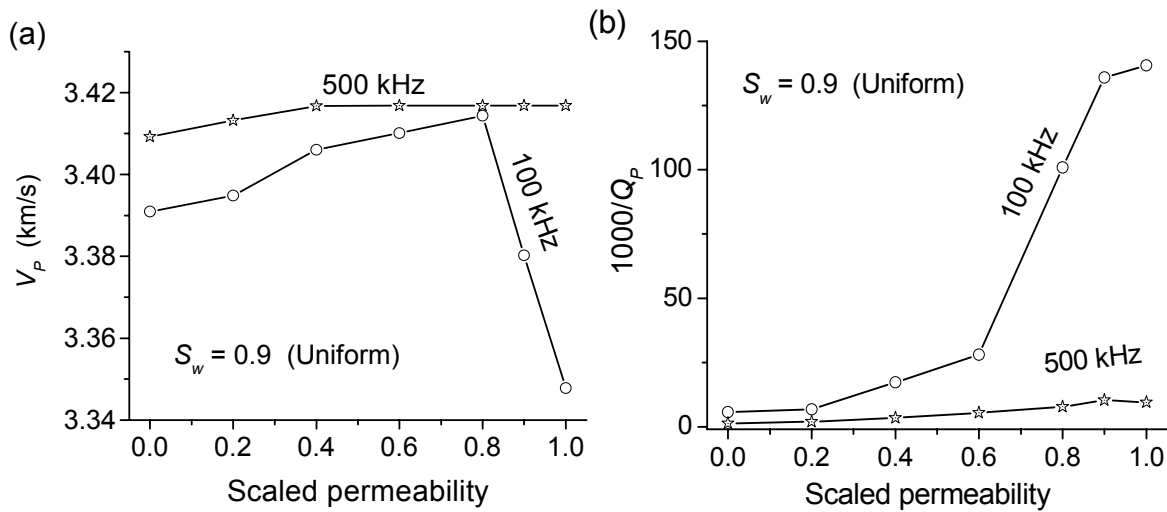 (a)
3.42
3.40
3.38
3.36
3.34
V_P (km/s)
500 kHz
100 kHz
S_w = 0.9 (Uniform)
0.0 0.2 0.4 0.6 0.8 1.0
Scaled permeability
(b)
150
100
50
0
1000/Q_P
S_w = 0.9 (Uniform)
100 kHz
500 kHz
0.0 0.2 0.4 0.6 0.8 1.0
Scaled permeability